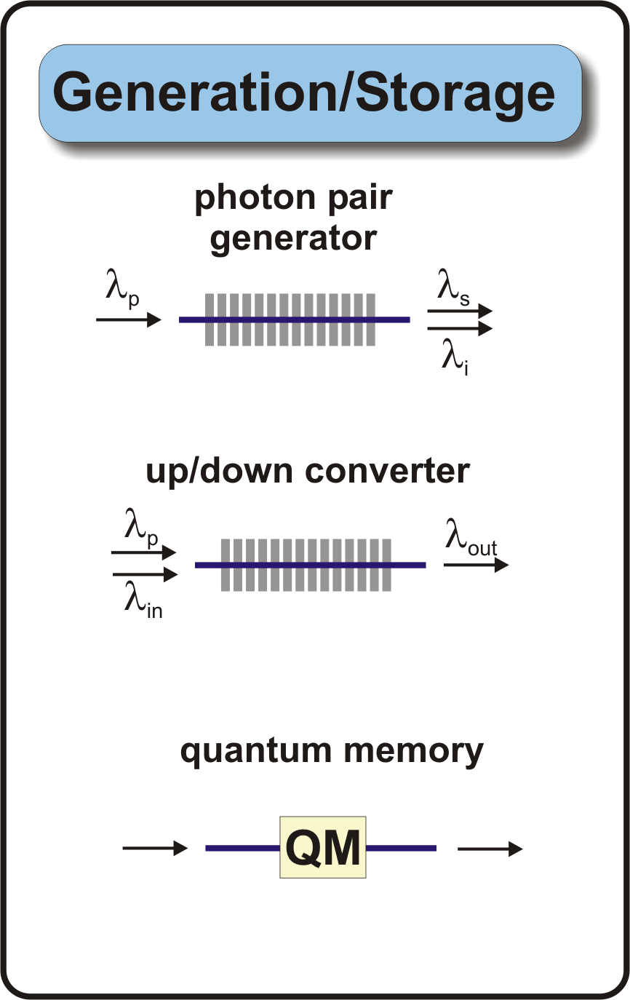 Generation/Storage
photon pair
generator
λp
λs
λi
up/down converter
λp
λout
λin
quantum memory
QM